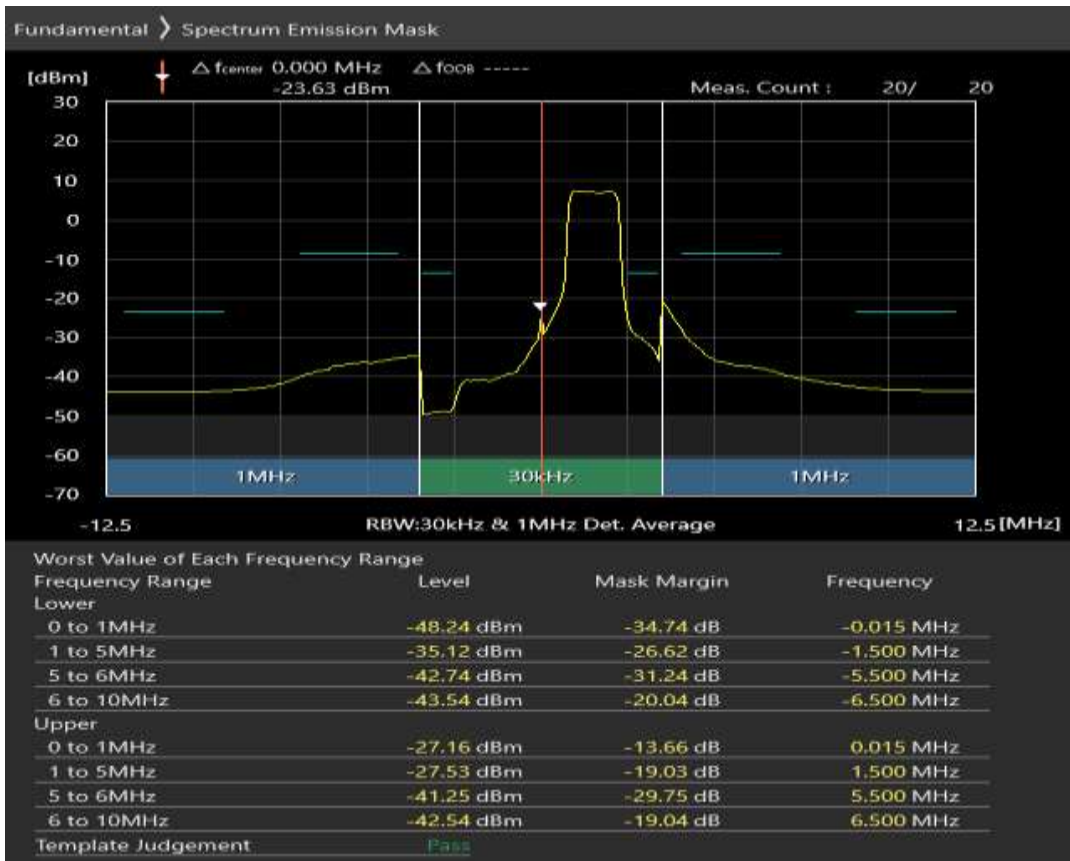 Fundamental ❯ Spectrum Emission Mask
[dBm] △ fcenter 0.000 MHz △ fOOB -----
-23.63 dBm Meas. Count : 20/ 20
30
20
10
0
-10
-20
-30
-40
-50
-60
-70
1MHz 30kHz 1MHz
-12.5 RBW:30kHz & 1MHz Det. Average 12.5 [MHz]
Worst Value of Each Frequency Range
Frequency Range Level Mask Margin Frequency
Lower
0 to 1MHz -48.24 dBm -34.74 dB -0.015 MHz
1 to 5MHz -35.12 dBm -26.62 dB -1.500 MHz
5 to 6MHz -42.74 dBm -31.24 dB -5.500 MHz
6 to 10MHz -43.54 dBm -20.04 dB -6.500 MHz
Upper
0 to 1MHz -27.16 dBm -13.66 dB 0.015 MHz
1 to 5MHz -27.53 dBm -19.03 dB 1.500 MHz
5 to 6MHz -41.25 dBm -29.75 dB 5.500 MHz
6 to 10MHz -42.54 dBm -19.04 dB 6.500 MHz
Template Judgement Pass